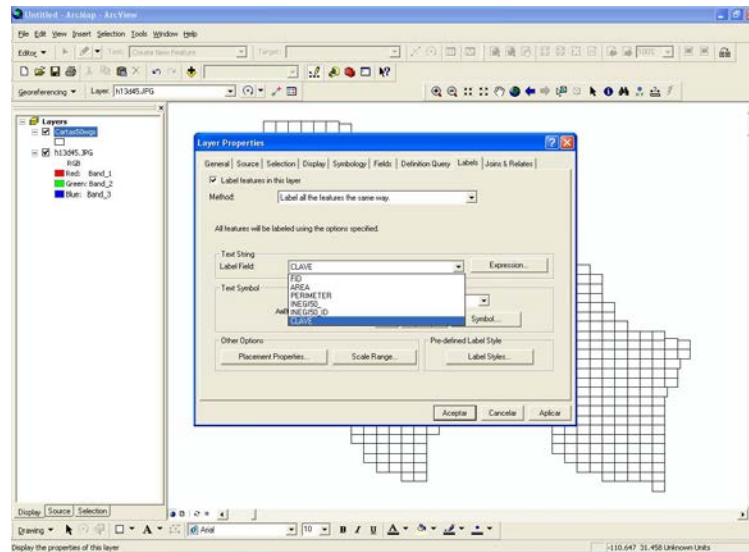 Untitled - ArcMap - ArcView
File Edit View Insert Selection Tools Window Help
Editor Task: Create New Feature Target:
Georeferencing Layer: h13d45.JPG
Layers
Cartas50wgs
h13d45.JPG
RGB
Red: Band_1
Green: Band_2
Blue: Band_3
Layer Properties
General Source Selection Display Symbology Fields Definition Query Labels Joins & Relates
Label features in this layer
Method: Label all the features the same way.
All features will be labeled using the options specified.
Text String
Label Field: CLAVE Expression...
FID
AREA
PERIMETER
INEGI50_
INEGI50_ID
CLAVE
Text Symbol
Symbol...
Other Options
Placement Properties... Scale Range...
Pre-defined Label Style
Label Styles...
Aceptar Cancelar Aplicar
Display Source Selection
Drawing A Arial 10 B I U A
Display the properties of this layer
-110.647 31.458 Unknown Units